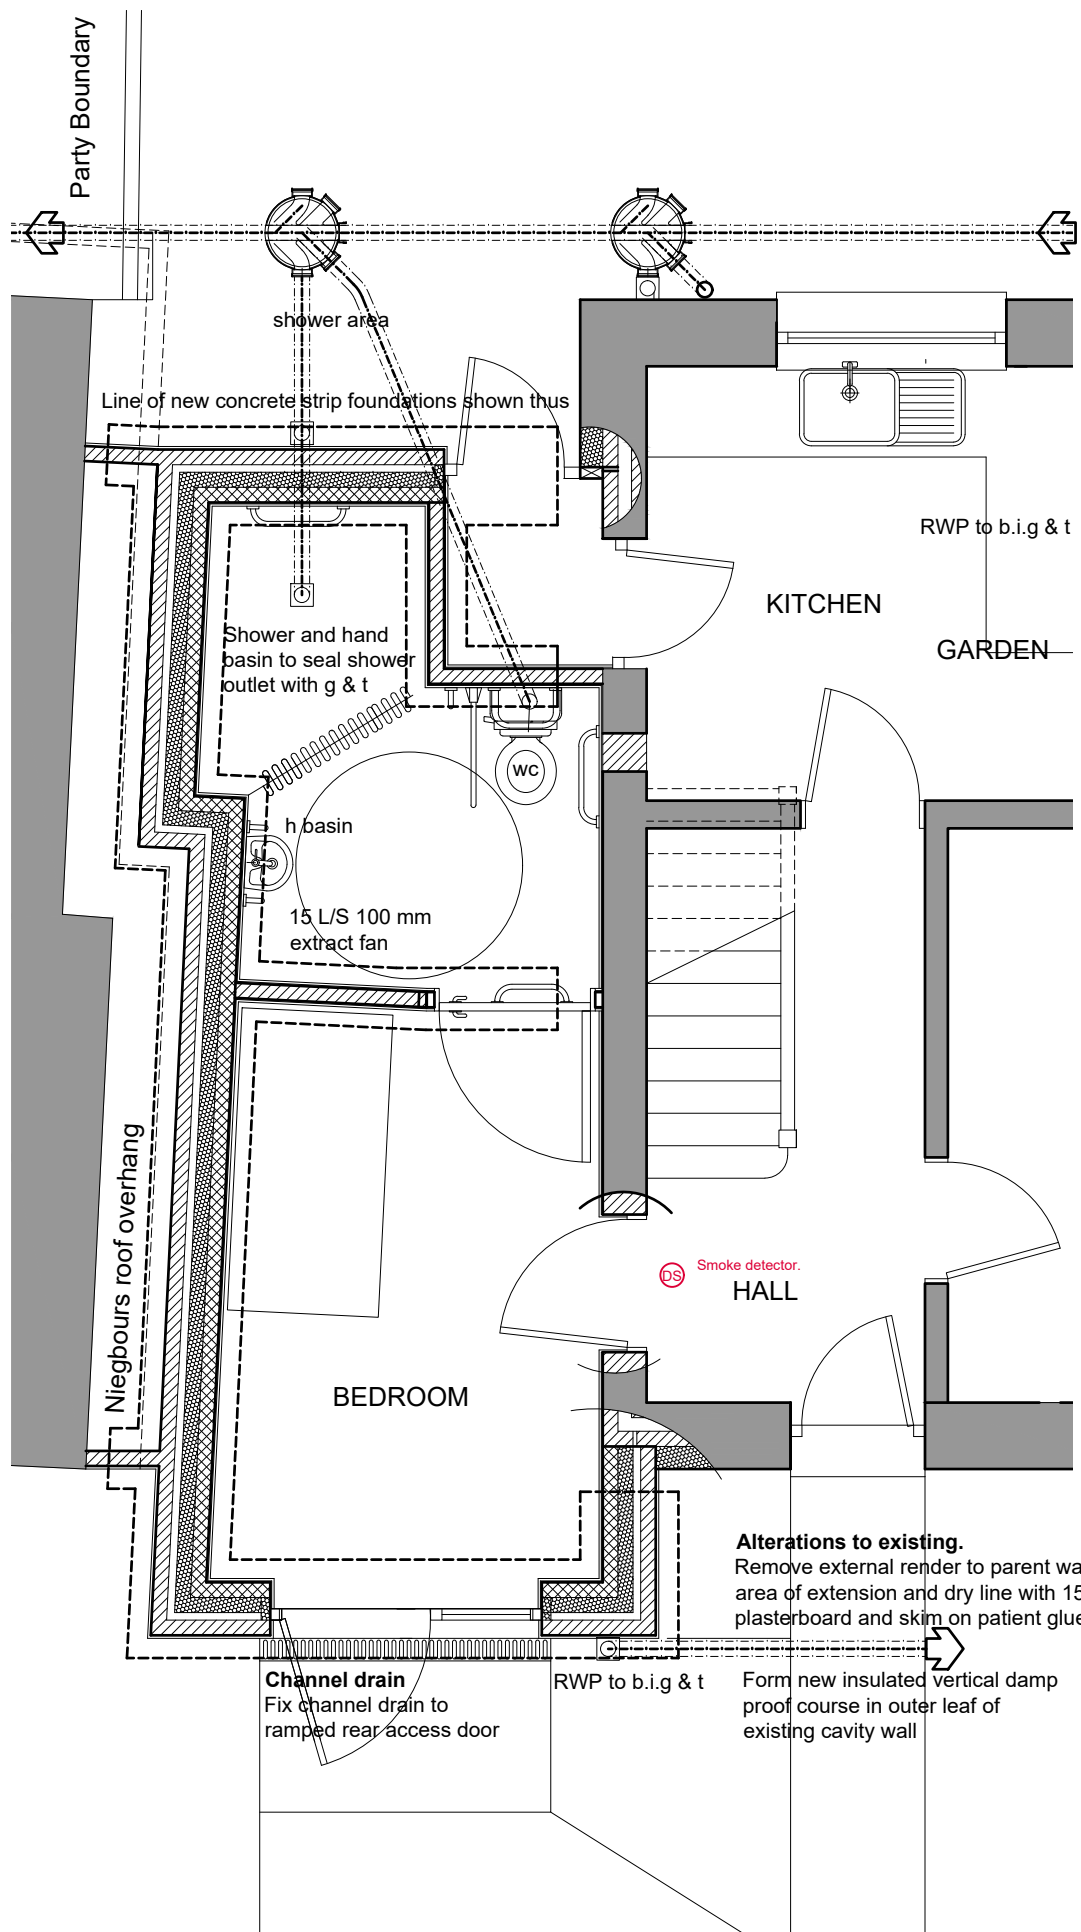 Party Boundary
shower area
Line of new concrete strip foundations shown thus
RWP to b.i.g & t
KITCHEN
GARDEN
Shower and hand
basin to seal shower
outlet with g & t
WC
h basin
15 L/S 100 mm
extract fan
Niegbours roof overhang
DS
Smoke detector.
HALL
BEDROOM
Alterations to existing.
Remove external render to parent wa
area of extension and dry line with 15
plasterboard and skim on patient glue
Channel drain
Fix channel drain to
ramped rear access door
RWP to b.i.g & t
Form new insulated vertical damp
proof course in outer leaf of
existing cavity wall